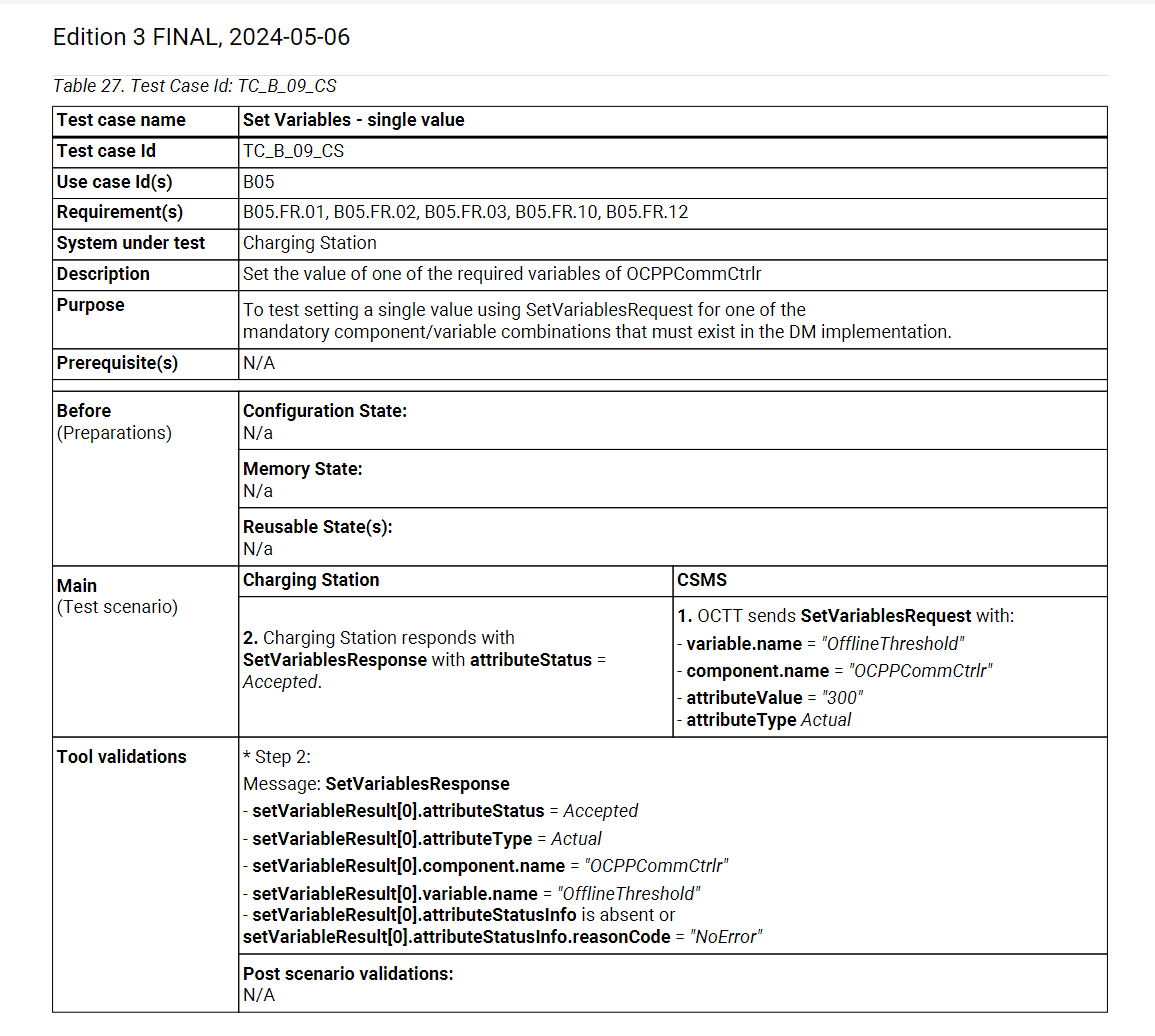 Edition 3 FINAL, 2024-05-06
Table 27. Test Case Id: TC_B_09_CS
Test case name Set Variables - single value
Test case Id TC_B_09_CS
Use case Id(s) B05
Requirement(s) B05.FR.01, B05.FR.02, B05.FR.03, B05.FR.10, B05.FR.12
System under test Charging Station
Description Set the value of one of the required variables of OCPPCommCtrlr
Purpose To test setting a single value using SetVariablesRequest for one of the
mandatory component/variable combinations that must exist in the DM implementation.
Prerequisite(s) N/A
Before
(Preparations)
Configuration State:
N/a
Memory State:
N/a
Reusable State(s):
N/a
Main
(Test scenario)
Charging Station CSMS
2. Charging Station responds with
SetVariablesResponse with attributeStatus =
Accepted.
1. OCTT sends SetVariablesRequest with:
- variable.name = "OfflineThreshold"
- component.name = "OCPPCommCtrlr"
- attributeValue = "300"
- attributeType Actual
Tool validations * Step 2:
Message: SetVariablesResponse
- setVariableResult[0].attributeStatus = Accepted
- setVariableResult[0].attributeType = Actual
- setVariableResult[0].component.name = "OCPPCommCtrlr"
- setVariableResult[0].variable.name = "OfflineThreshold"
- setVariableResult[0].attributeStatusInfo is absent or
setVariableResult[0].attributeStatusInfo.reasonCode = "NoError"
Post scenario validations:
N/A